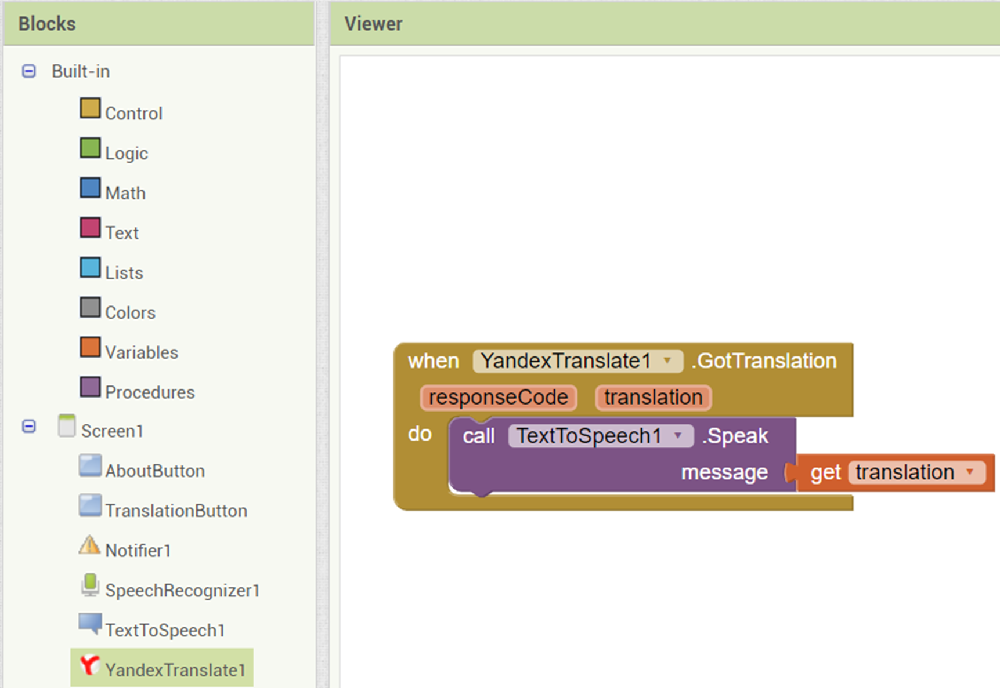 Blocks
Built-in
Control
Logic
Math
Text
Lists
Colors
Variables
Procedures
Screen1
AboutButton
TranslationButton
Notifier1
SpeechRecognizer1
TextToSpeech1
YandexTranslate1
Viewer
when YandexTranslate1 .GotTranslation
responseCode translation
do call TextToSpeech1 .Speak
message get translation